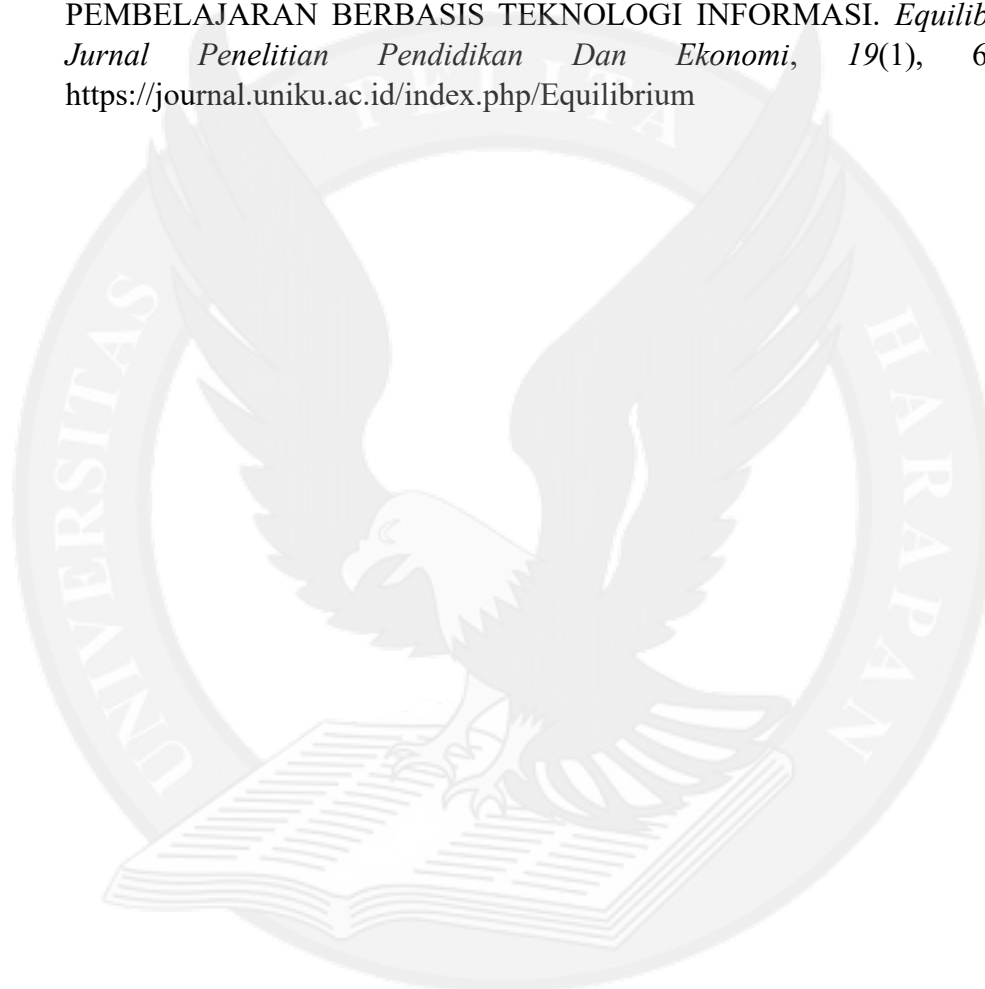 PEMBELAJARAN BERBASIS TEKNOLOGI INFORMASI. Equilib
Jurnal Penelitian Pendidikan Dan Ekonomi, 19(1), 6
https://journal.uniku.ac.id/index.php/Equilibrium
UNIVERSITAS PELITA HARAPAN